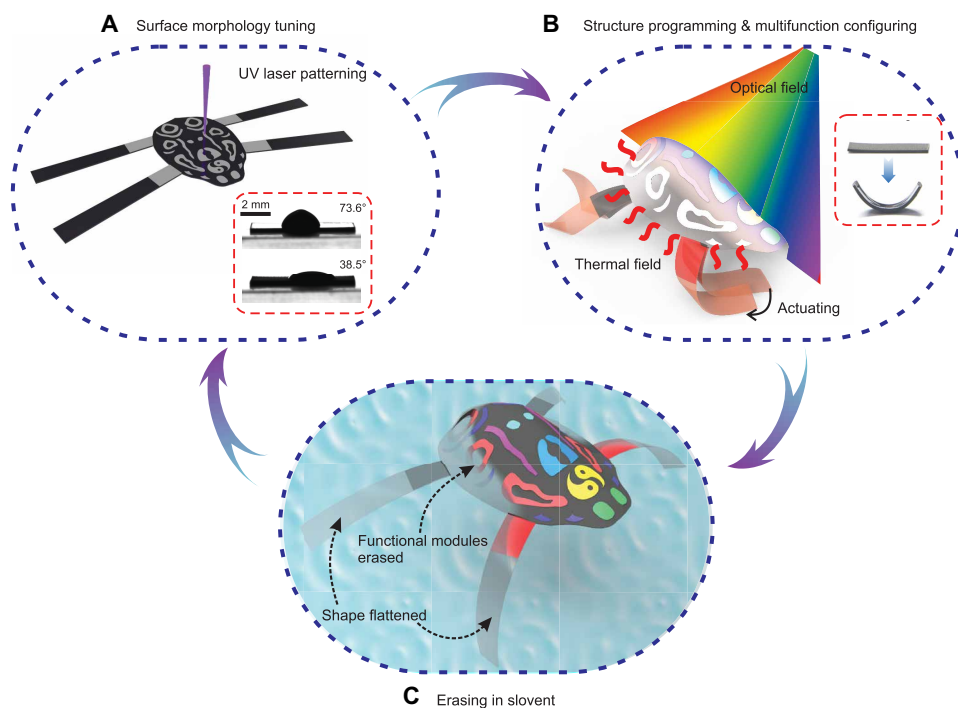 A Surface morphology tuning
UV laser patterning
2 mm
73.6°
38.5°
B Structure programming & multifunction configuring
Optical field
Thermal field
Actuating
Functional modules
erased
Shape flattened
C Erasing in slovent